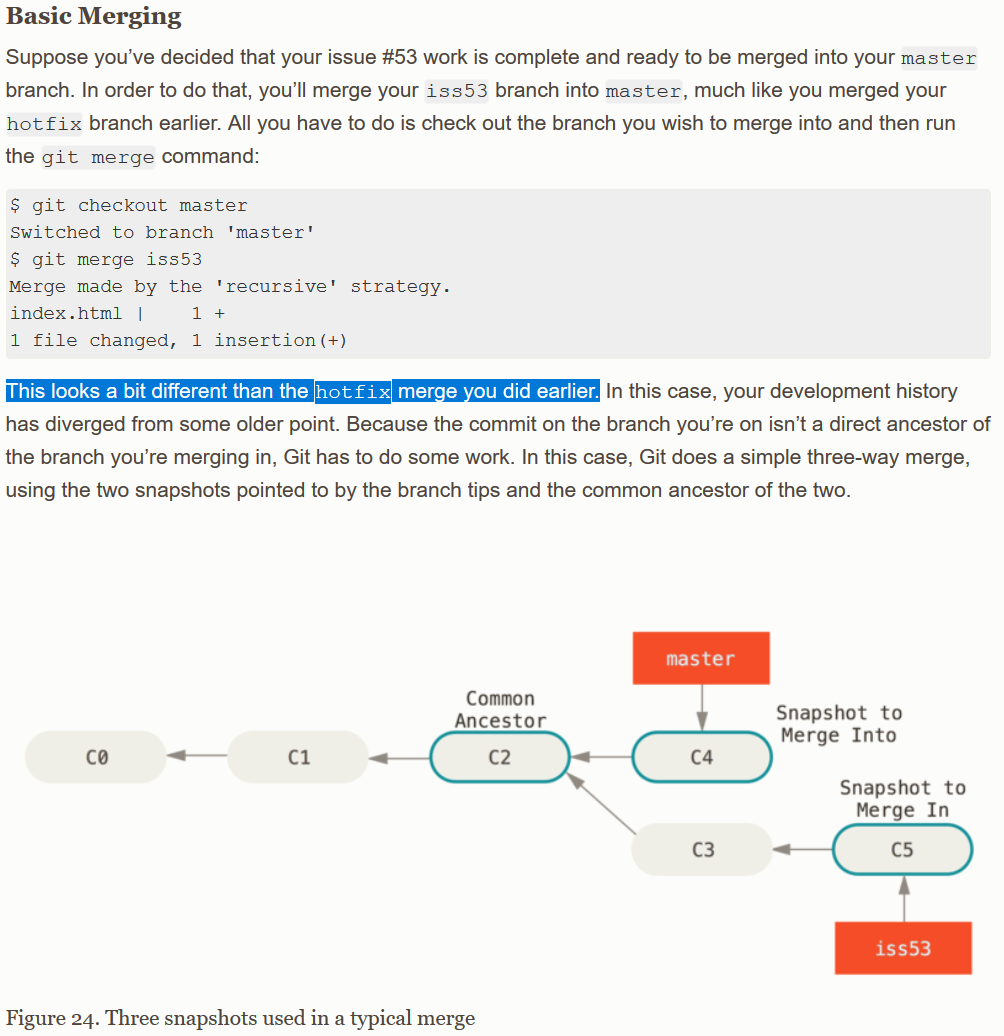 Basic Merging
Suppose you’ve decided that your issue #53 work is complete and ready to be merged into your master
branch. In order to do that, you’ll merge your iss53 branch into master, much like you merged your
hotfix branch earlier. All you have to do is check out the branch you wish to merge into and then run
the git merge command:
$ git checkout master
Switched to branch 'master'
$ git merge iss53
Merge made by the 'recursive' strategy.
index.html |    1 +
1 file changed, 1 insertion(+)
This looks a bit different than the hotfix merge you did earlier. In this case, your development history
has diverged from some older point. Because the commit on the branch you’re on isn’t a direct ancestor of
the branch you’re merging in, Git has to do some work. In this case, Git does a simple three-way merge,
using the two snapshots pointed to by the branch tips and the common ancestor of the two.
master
Common
Ancestor
Snapshot to
Merge Into
C0
C1
C2
C4
Snapshot to
Merge In
C3
C5
iss53
Figure 24. Three snapshots used in a typical merge